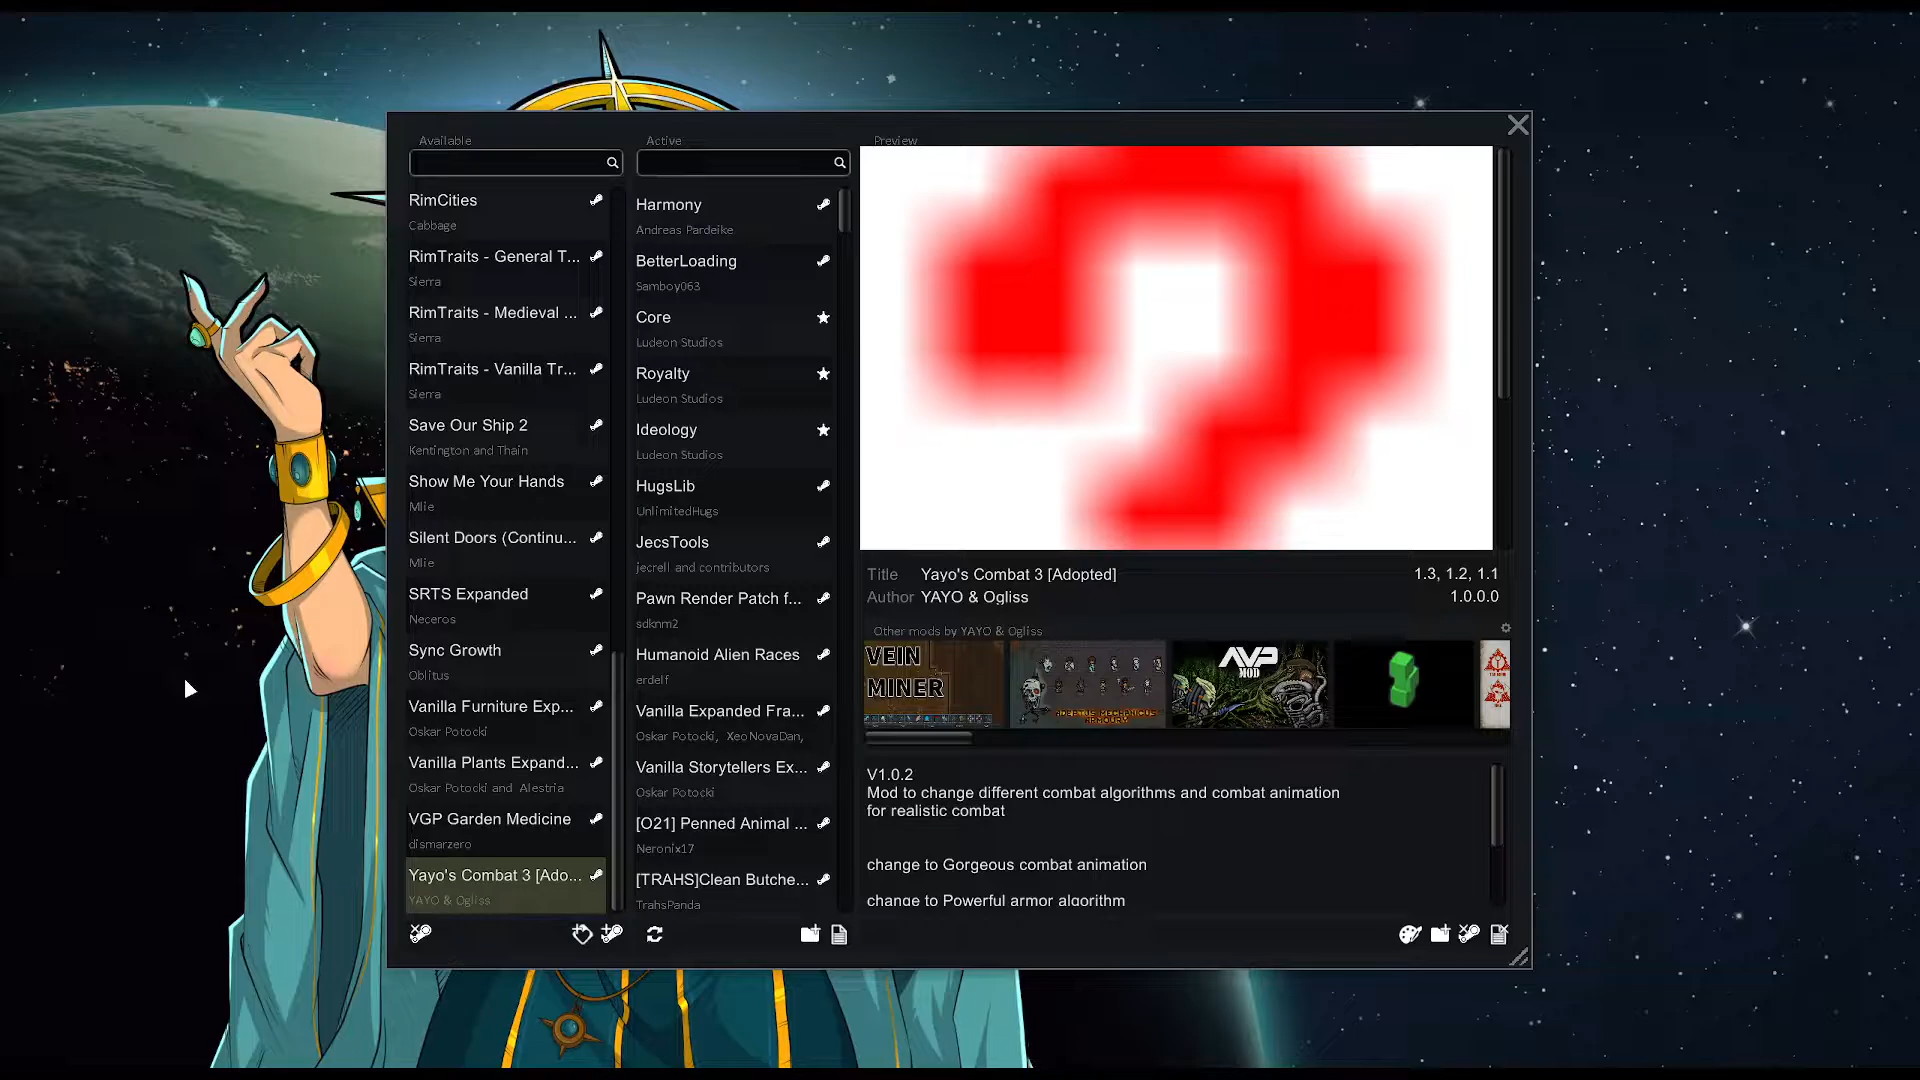 Available
Active
Preview
RimCities
Cabbage
RimTraits - General T...
Sierra
RimTraits - Medieval ...
Sierra
RimTraits - Vanilla Tr...
Sierra
Save Our Ship 2
Kentington and Thain
Show Me Your Hands
Mlie
Silent Doors (Continu...
Mlie
SRTS Expanded
Neceros
Sync Growth
Oblitus
Vanilla Furniture Exp...
Oskar Potocki
Vanilla Plants Expand...
Oskar Potocki and Alestria
VGP Garden Medicine
dismarzero
Yayo's Combat 3 [Ado...
YAYO & Ogliss
Harmony
Andreas Pardeike
BetterLoading
Samboy063
Core
Ludeon Studios
Royalty
Ludeon Studios
Ideology
Ludeon Studios
HugsLib
UnlimitedHugs
JecsTools
jecrell and contributors
Pawn Render Patch f...
sdknm2
Humanoid Alien Races
erdelf
Vanilla Expanded Fra...
Oskar Potocki, XeoNovaDan,
Vanilla Storytellers Ex...
Oskar Potocki
[O21] Penned Animal ...
Neronix17
[TRAHS]Clean Butche...
TrahsPanda
Title Yayo's Combat 3 [Adopted] 1.3, 1.2, 1.1
Author YAYO & Ogliss 1.0.0.0
Other mods by YAYO & Ogliss
VEIN
MINER
ADEPTUS MECHANICUS
ARMOURY
AVP
MOD
V1.0.2
Mod to change different combat algorithms and combat animation
for realistic combat
change to Gorgeous combat animation
change to Powerful armor algorithm